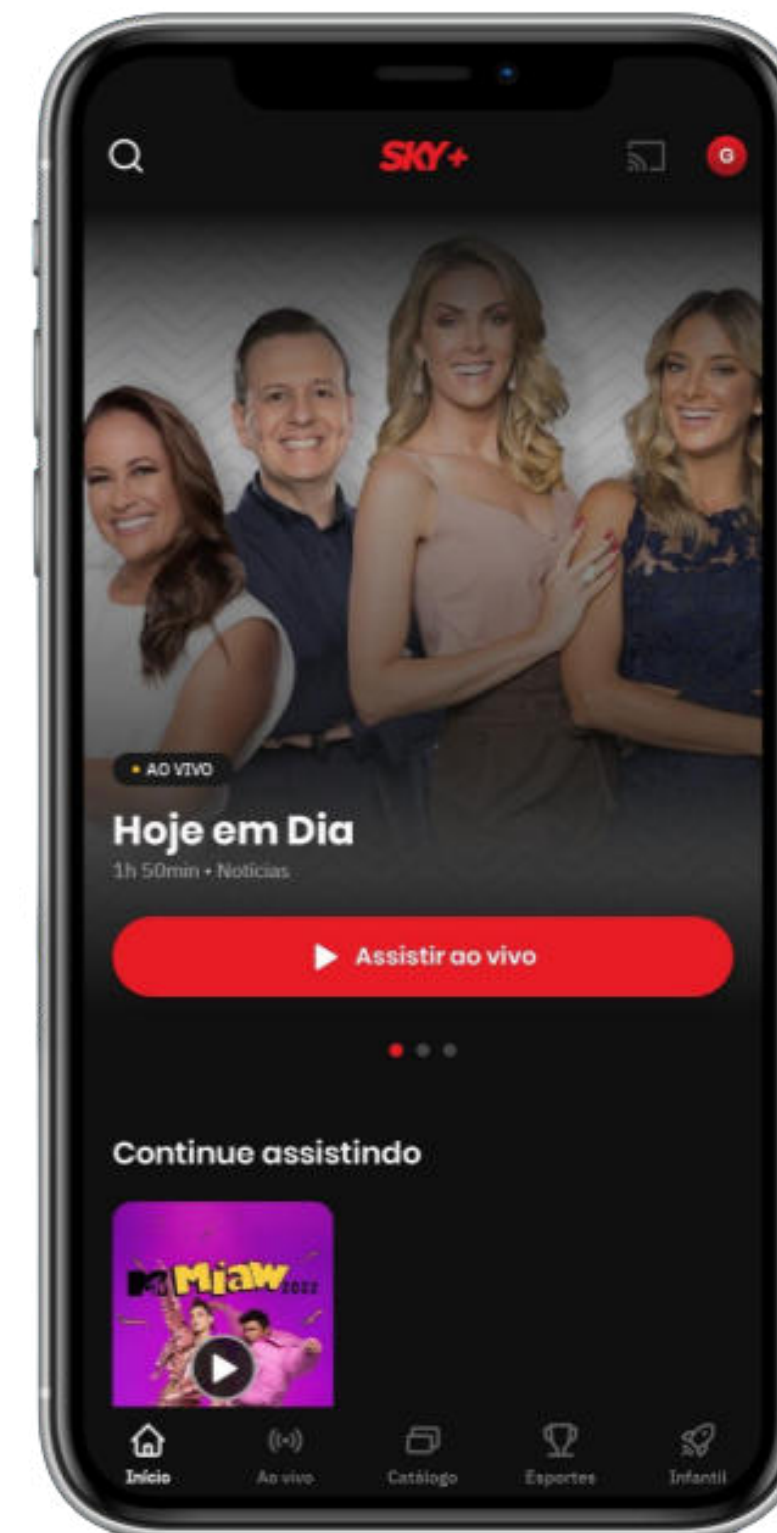 SKY+
G
AO VIVO
Hoje em Dia
1h 50min • Notícias
Assistir ao vivo
Continue assistindo
MTV Miaw 2022
Início
Ao vivo
Catálogo
Esportes
Infantil